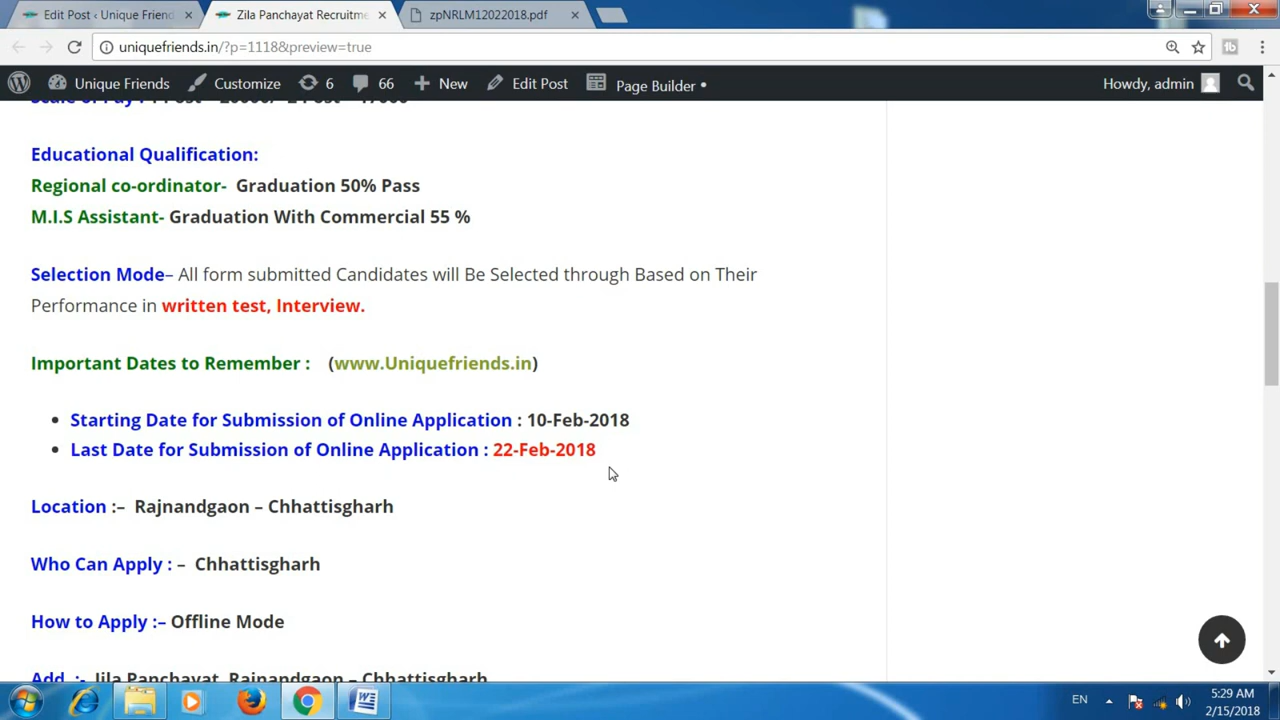 Edit Post ‹ Unique Friend
Zila Panchayat Recruitme
zpNRLM12022018.pdf
uniquefriends.in/?p=1118&preview=true
Unique Friends
Customize
6
66
New
Edit Post
Page Builder •
Howdy, admin
Educational Qualification:
Regional co-ordinator- Graduation 50% Pass
M.I.S Assistant- Graduation With Commercial 55 %
Selection Mode– All form submitted Candidates will Be Selected through Based on Their
Performance in written test, Interview.
Important Dates to Remember : (www.Uniquefriends.in)
• Starting Date for Submission of Online Application : 10-Feb-2018
• Last Date for Submission of Online Application : 22-Feb-2018
Location :– Rajnandgaon – Chhattisgharh
Who Can Apply : – Chhattisgharh
How to Apply :– Offline Mode
Add :- Jila Panchayat Rajnandgaon – Chhattisgharh
EN
5:29 AM
2/15/2018